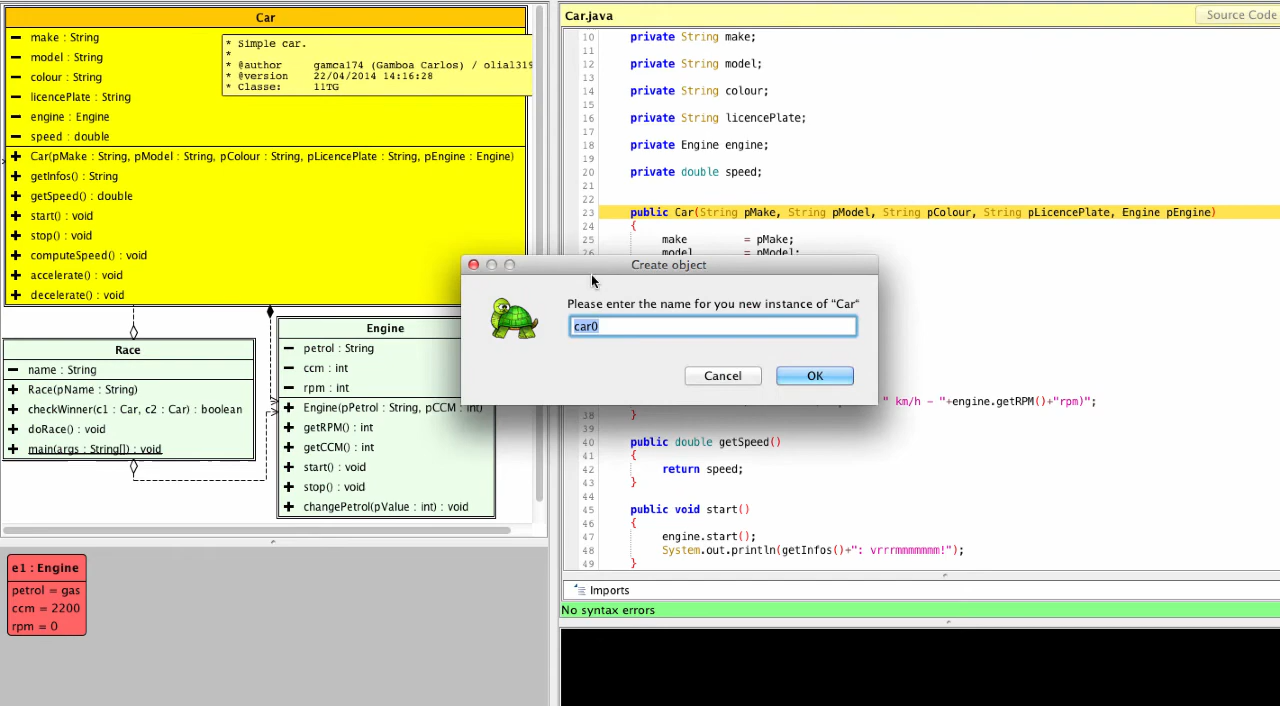 Car
make : String
model : String
colour : String
licencePlate : String
engine : Engine
speed : double
* Simple car.
*
* @author gamca174 (Gamboa Carlos) / olial319
* @version 22/04/2014 14:16:28
* Classe: 11TG
Car(pMake : String, pModel : String, pColour : String, pLicencePlate : String, pEngine : Engine)
getInfos() : String
getSpeed() : double
start() : void
stop() : void
computeSpeed() : void
accelerate() : void
decelerate() : void
Race
name : String
Race(pName : String)
checkWinner(c1 : Car, c2 : Car) : boolean
doRace() : void
main(args : String[]) : void
Engine
petrol : String
ccm : int
rpm : int
Engine(pPetrol : String, pCCM : int)
getRPM() : int
getCCM() : int
start() : void
stop() : void
changePetrol(pValue : int) : void
e1 : Engine
petrol = gas
ccm = 2200
rpm = 0
Car.java
Source Code
10 private String make;
11
12 private String model;
13
14 private String colour;
15
16 private String licencePlate;
17
18 private Engine engine;
19
20 private double speed;
21
22
23 public Car(String pMake, String pModel, String pColour, String pLicencePlate, Engine pEngine)
24 {
25 make = pMake;
26 model = pModel;
Create object
Please enter the name for you new instance of "Car"
car0
Cancel
OK
" km/h - "+engine.getRPM()+"rpm)";
38 }
39
40 public double getSpeed()
41 {
42 return speed;
43 }
44
45 public void start()
46 {
47 engine.start();
48 System.out.println(getInfos()+": vrrrmmmmmmm!");
49 }
Imports
No syntax errors